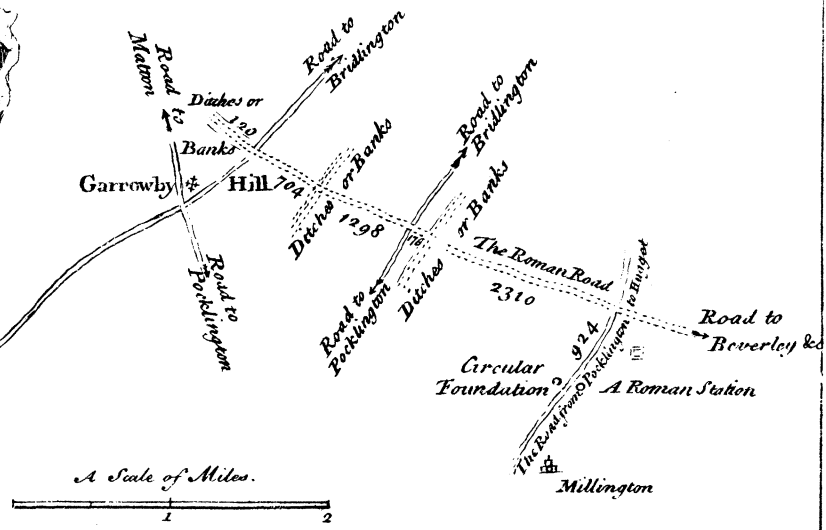 Road to
Malton
Road to
Bridlington
Ditches or
120
Banks
Garrowby Hill
704
Ditches or Banks
Road to
Pocklington
1298
Road to
Bridlington
176
Ditches or Banks
Road to
Pocklington
The Roman Road
2310
Road to
Beverley &c
924
The Road from Pocklington to Huaget
Circular
Foundation
A Roman Station
Millington
A Scale of Miles.
1
2